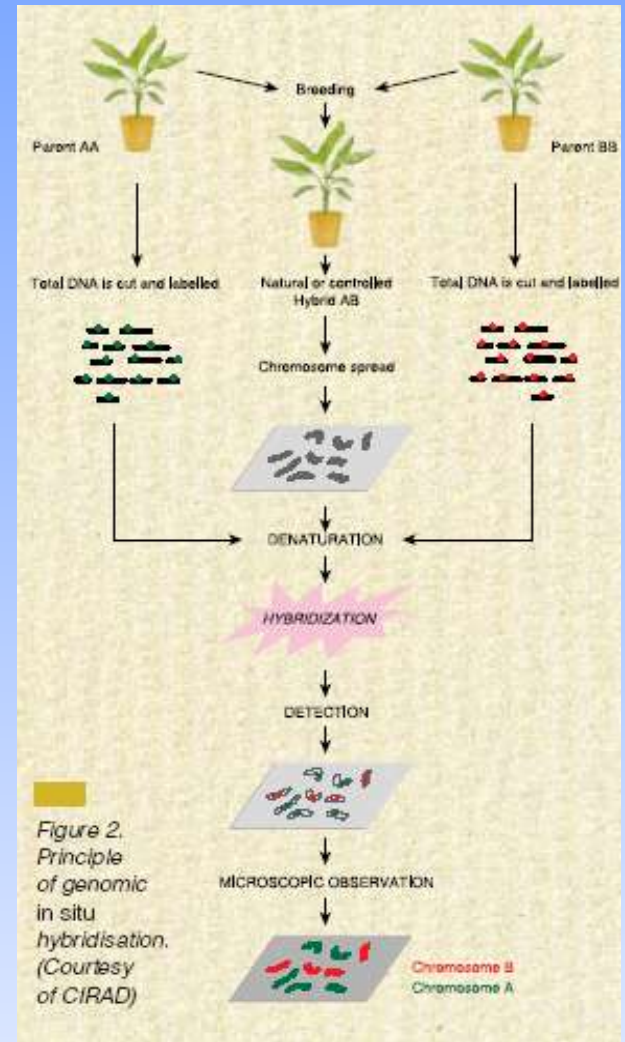 Breeding
Parent AA
Parent BB
Total DNA is cut and labelled
Natural or controlled
Hybrid AB
Total DNA is cut and labelled
Chromosome spread
DENATURATION
HYBRIDIZATION
DETECTION
MICROSCOPIC OBSERVATION
Chromosome B
Chromosome A
Figure 2.
Principle
of genomic
in situ
hybridisation.
(Courtesy
of CIRAD)